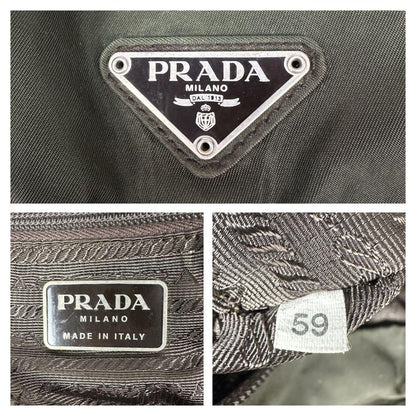 PRADA
MILANO
DAL 1913
PRADA
MILANO
MADE IN ITALY
59